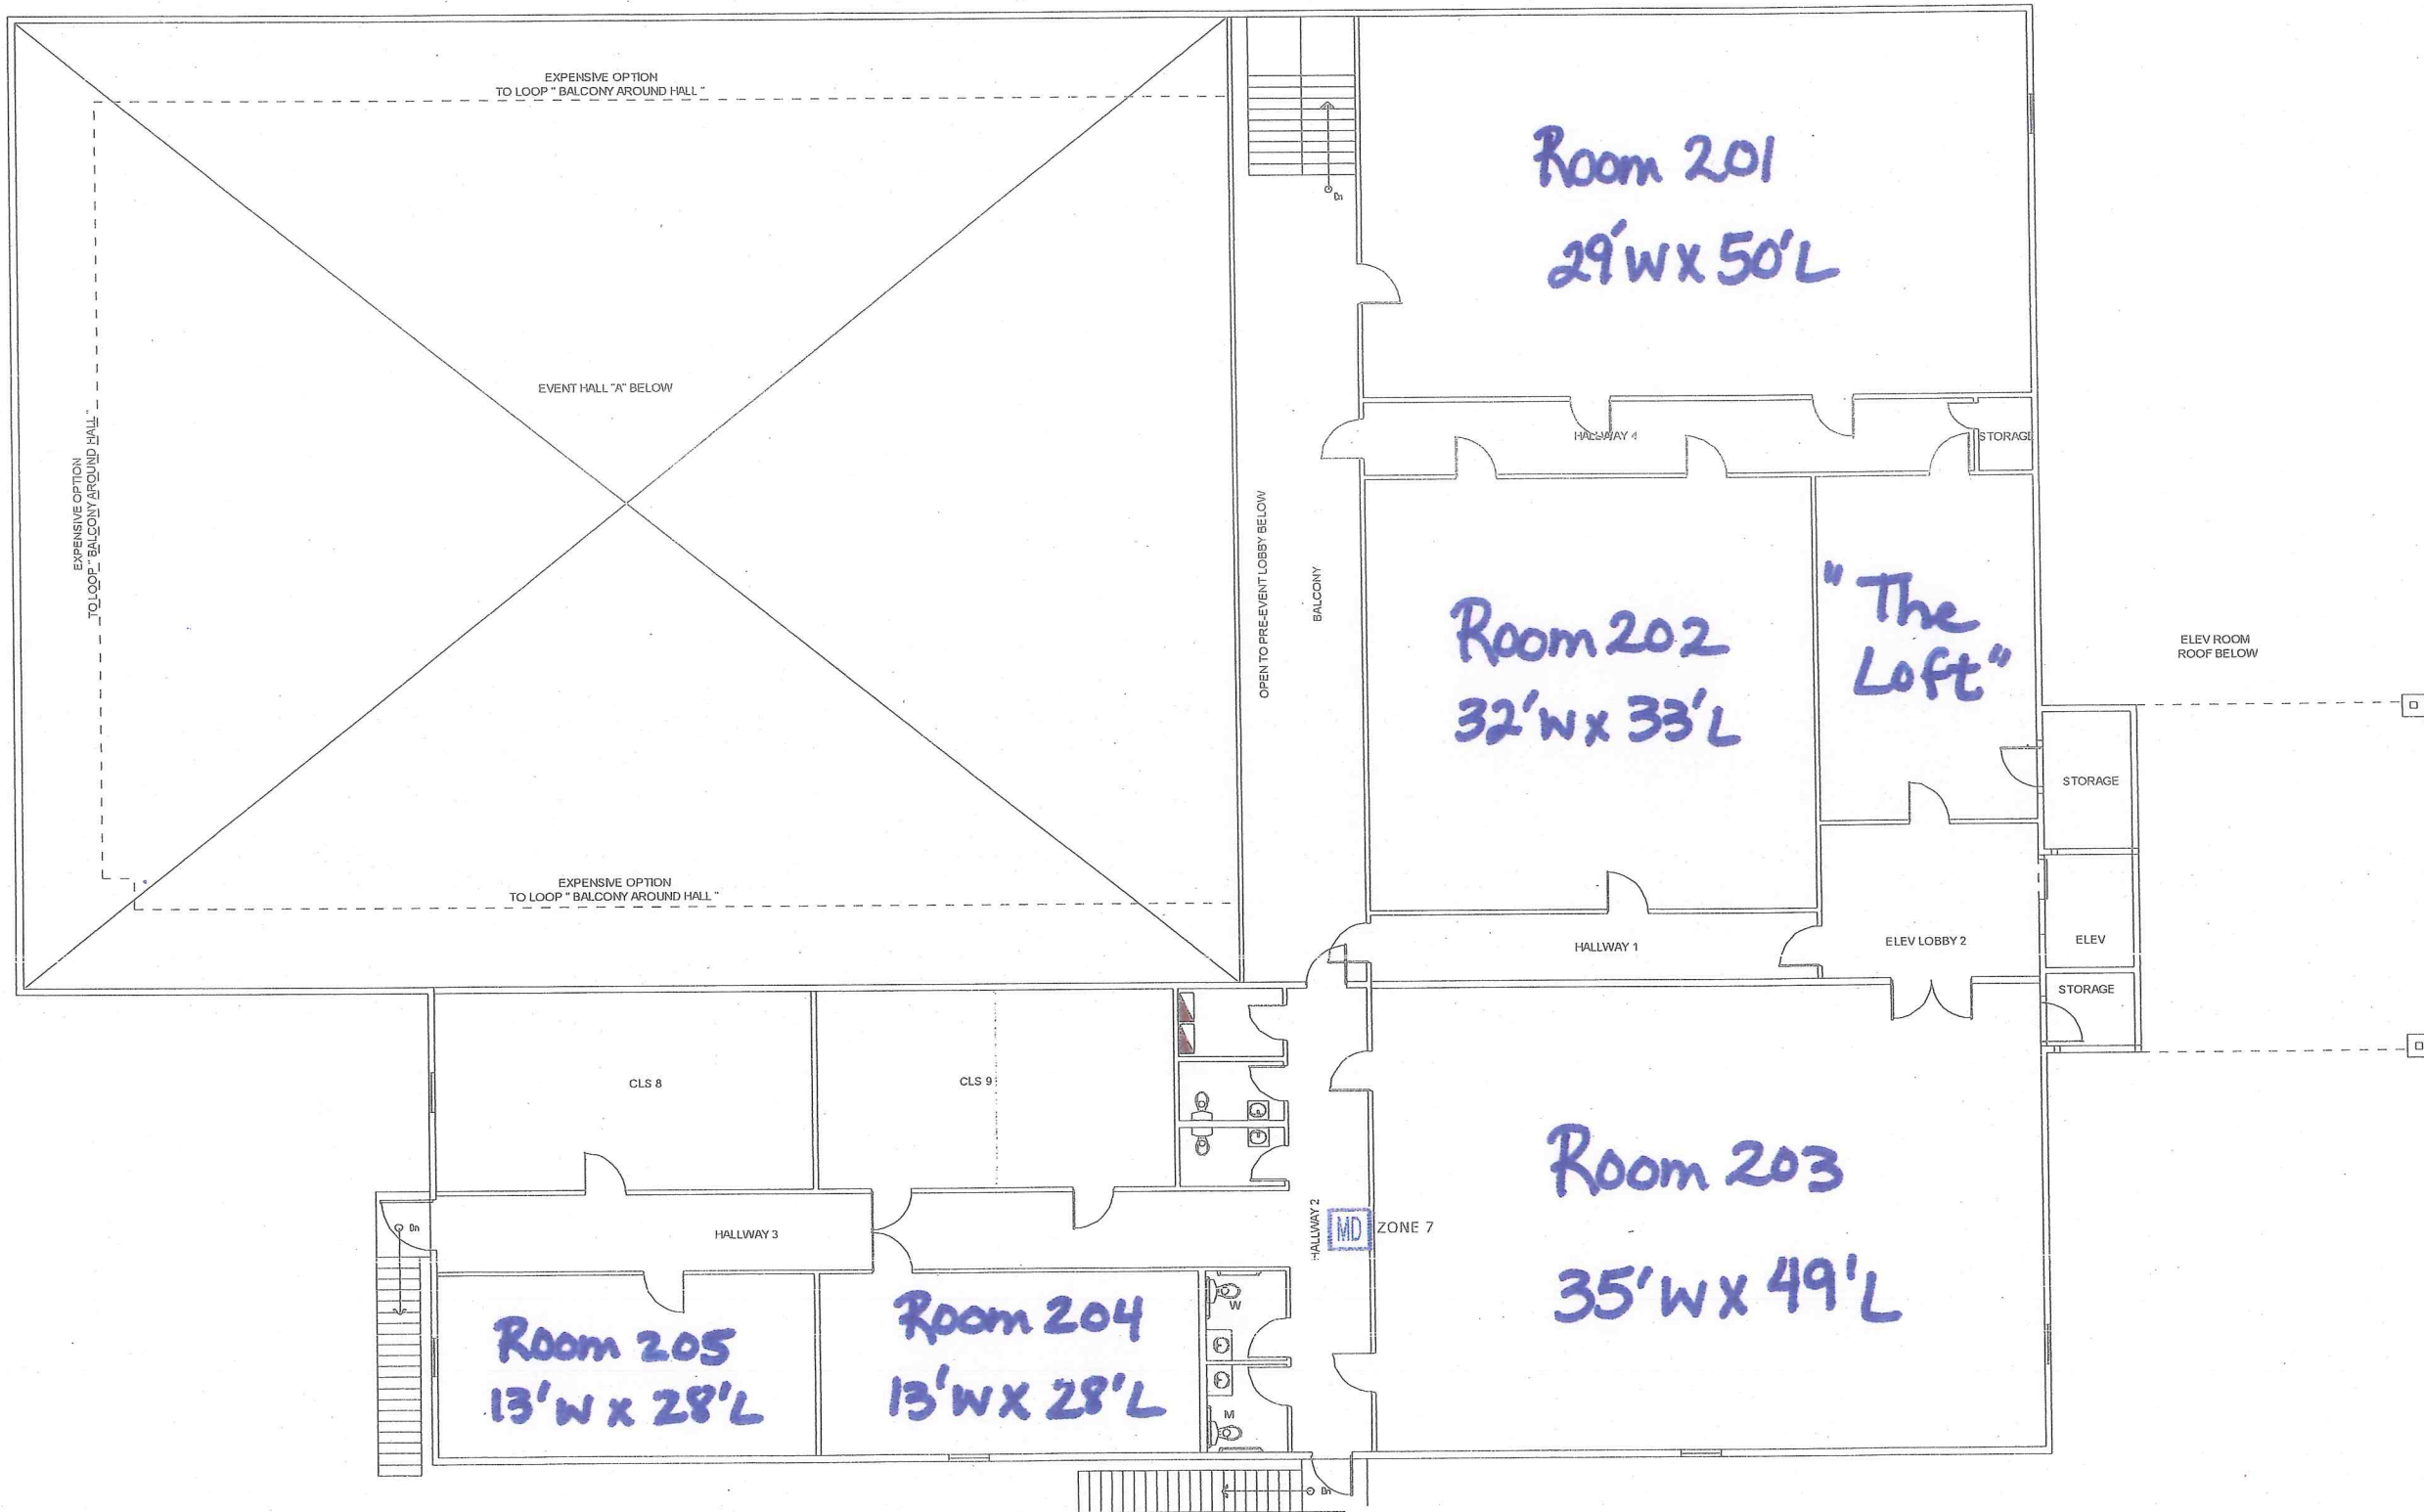 EXPENSIVE OPTION
TO LOOP " BALCONY AROUND HALL "
EVENT HALL "A" BELOW
EXPENSIVE OPTION
TO LOOP " BALCONY AROUND HALL "
EXPENSIVE OPTION
TO LOOP " BALCONY AROUND HALL "
OPEN TO PRE-EVENT LOBBY BELOW
BALCONY
Dn
Room 201
29'W X 50'L
HALLWAY 4
STORAGE
Room 202
32'W X 33'L
"The
Loft"
ELEV ROOM
ROOF BELOW
STORAGE
HALLWAY 1
ELEV LOBBY 2
ELEV
STORAGE
CLS 8
CLS 9
HALLWAY 3
HALLWAY 2
MD
ZONE 7
Room 203
35'W X 49'L
Dn
Room 205
13'W X 28'L
Room 204
13'W X 28'L
W
M
Dn